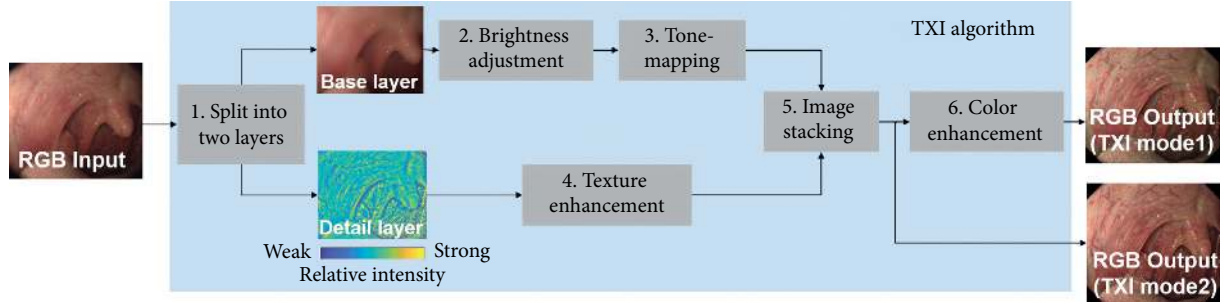 TXI algorithm
RGB Input
1. Split into
two layers
Base layer
2. Brightness
adjustment
3. Tone-
mapping
Detail layer
Weak
Strong
Relative intensity
4. Texture
enhancement
5. Image
stacking
6. Color
enhancement
RGB Output
(TXI mode1)
RGB Output
(TXI mode2)